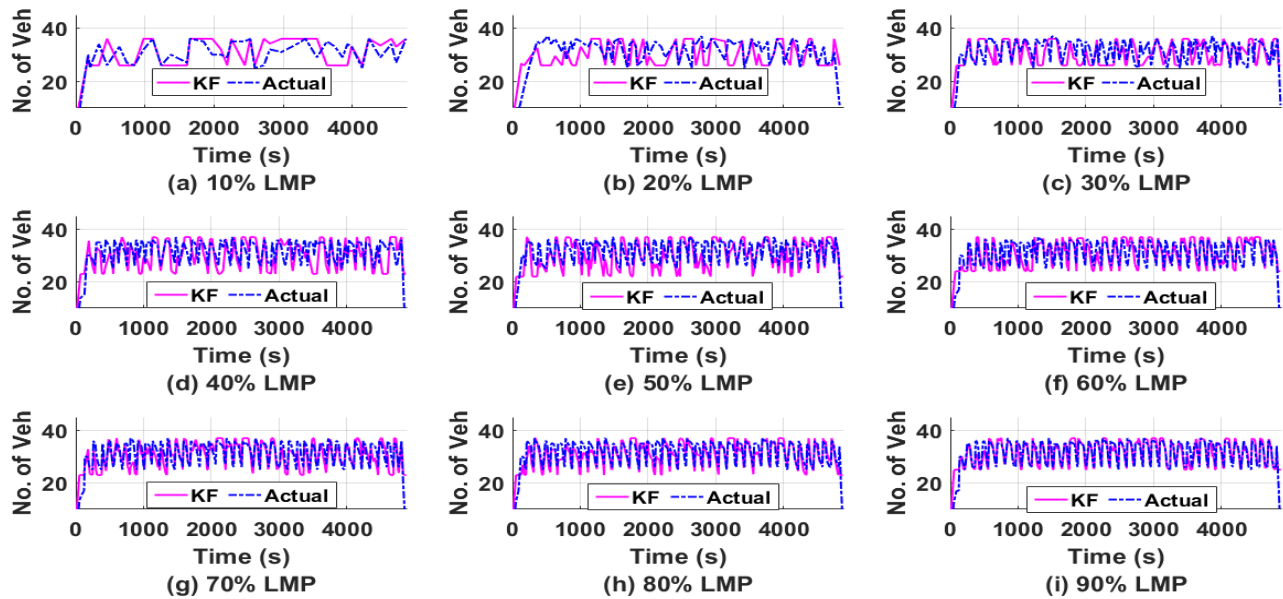 No. of Veh
40
20
KF Actual
0 1000 2000 3000 4000
Time (s)
(a) 10% LMP
No. of Veh
40
20
KF Actual
0 1000 2000 3000 4000
Time (s)
(b) 20% LMP
No. of Veh
40
20
KF Actual
0 1000 2000 3000 4000
Time (s)
(c) 30% LMP
No. of Veh
40
20
KF Actual
0 1000 2000 3000 4000
Time (s)
(d) 40% LMP
No. of Veh
40
20
KF Actual
0 1000 2000 3000 4000
Time (s)
(e) 50% LMP
No. of Veh
40
20
KF Actual
0 1000 2000 3000 4000
Time (s)
(f) 60% LMP
No. of Veh
40
20
KF Actual
0 1000 2000 3000 4000
Time (s)
(g) 70% LMP
No. of Veh
40
20
KF Actual
0 1000 2000 3000 4000
Time (s)
(h) 80% LMP
No. of Veh
40
20
KF Actual
0 1000 2000 3000 4000
Time (s)
(i) 90% LMP